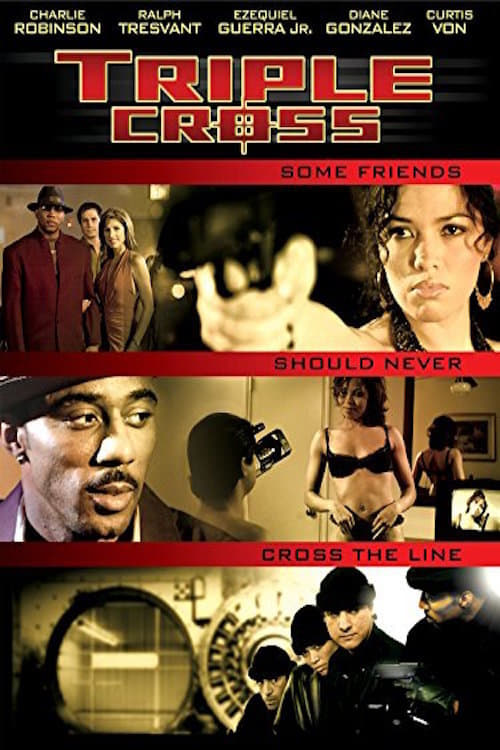 CHARLIE RALPH EZEQUIEL DIANE CURTIS
ROBINSON TRESVANT GUERRA JR. GONZALEZ VON
TRIPLE
CROSS
SOME FRIENDS
SHOULD NEVER
CROSS THE LINE